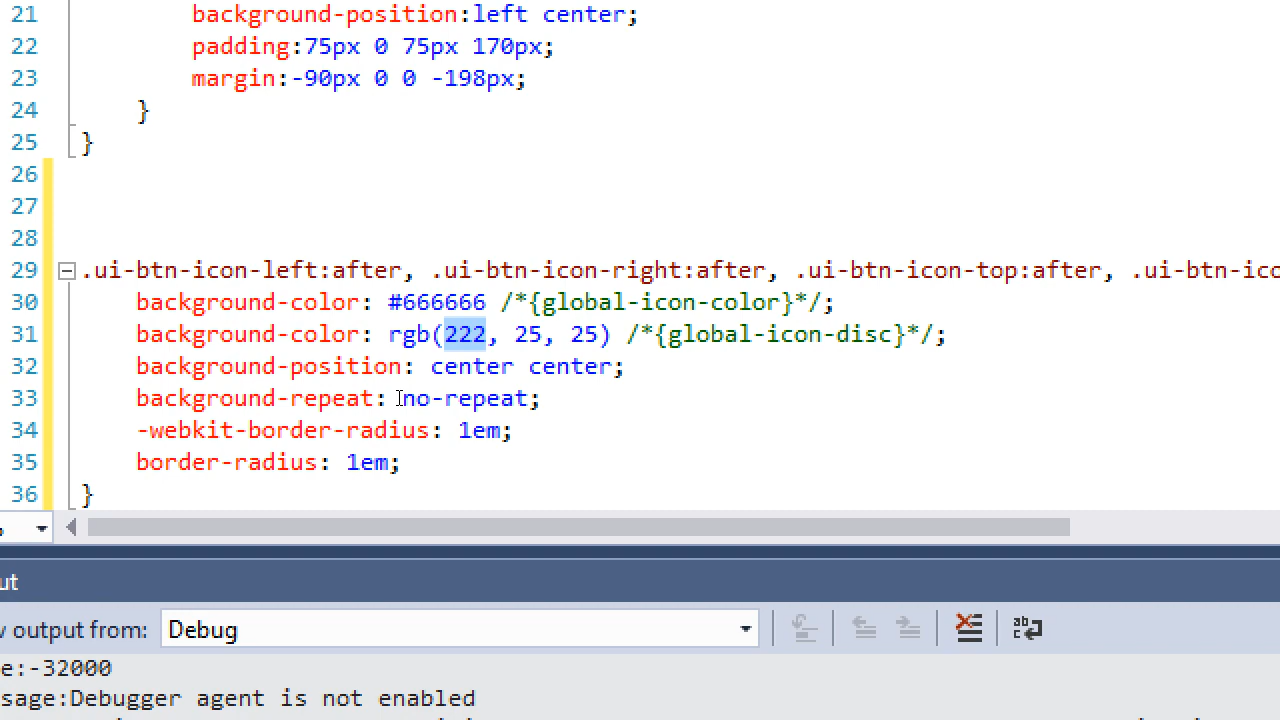 21 background-position:left center;
22 padding:75px 0 75px 170px;
23 margin:-90px 0 0 -198px;
24 }
25 }
26
27
28
29 .ui-btn-icon-left:after, .ui-btn-icon-right:after, .ui-btn-icon-top:after, .ui-btn-ico
30 background-color: #666666 /*{global-icon-color}*/;
31 background-color: rgb(222, 25, 25) /*{global-icon-disc}*/;
32 background-position: center center;
33 background-repeat: no-repeat;
34 -webkit-border-radius: 1em;
35 border-radius: 1em;
36 }
ut
output from: Debug
e:-32000
sage:Debugger agent is not enabled